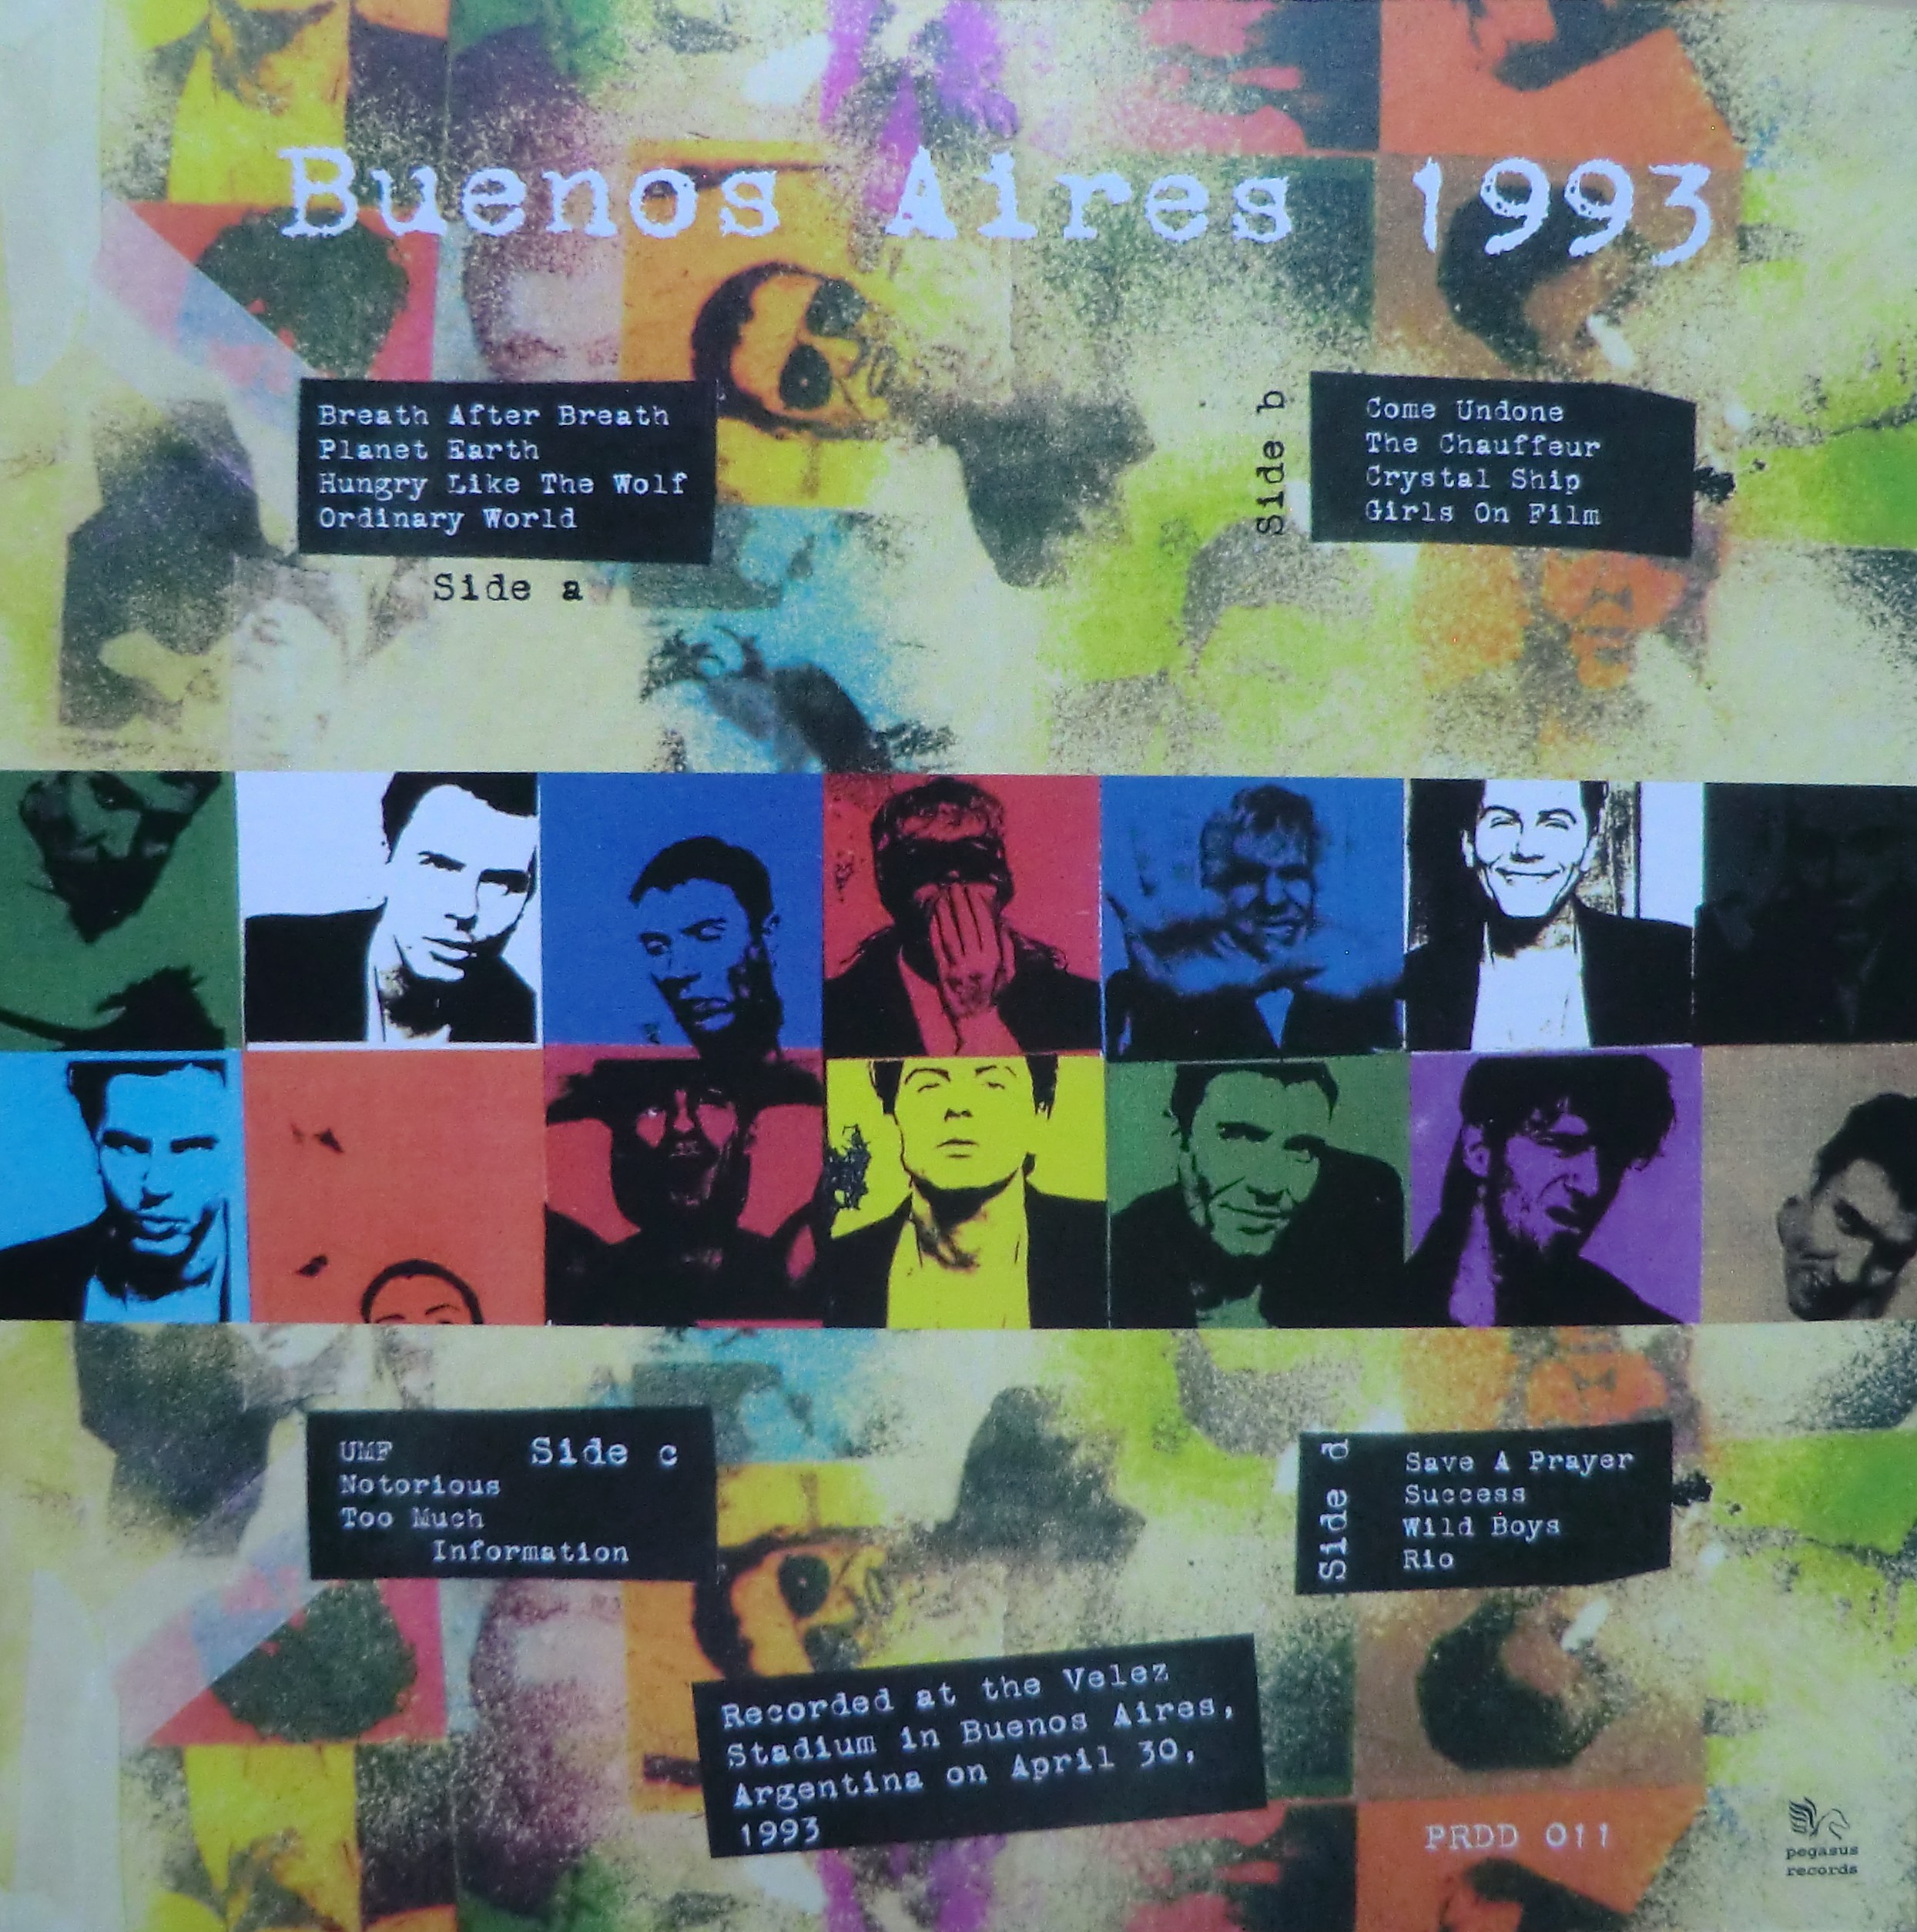 Buenos Aires 1993
Breath After Breath
Planet Earth
Hungry Like The Wolf
Ordinary World
Side a
Side b
Come Undone
The Chauffeur
Crystal Ship
Girls On Film
UMF Side c
Notorious
Too Much
Information
Side d
Save A Prayer
Success
Wild Boys
Rio
Recorded at the Velez
Stadium in Buenos Aires,
Argentina on April 30,
1993
PRDD 011
pegasus
records